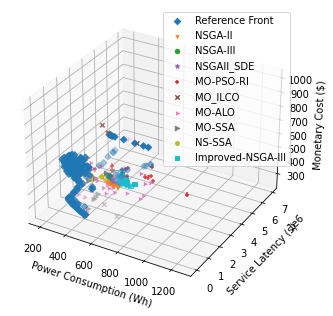 Reference Front
NSGA-II
NSGA-III
NSGAII_SDE
MO-PSO-RI
MO_ILCO
MO-ALO
MO-SSA
NS-SSA
Improved-NSGA-III
1000
900
800
700
600
500
400
300
Monetary Cost ($)
200
400
600
800
1000
1200
Power Consumption (Wh)
0
1
2
3
4
5
6
7
Service Latency (s)